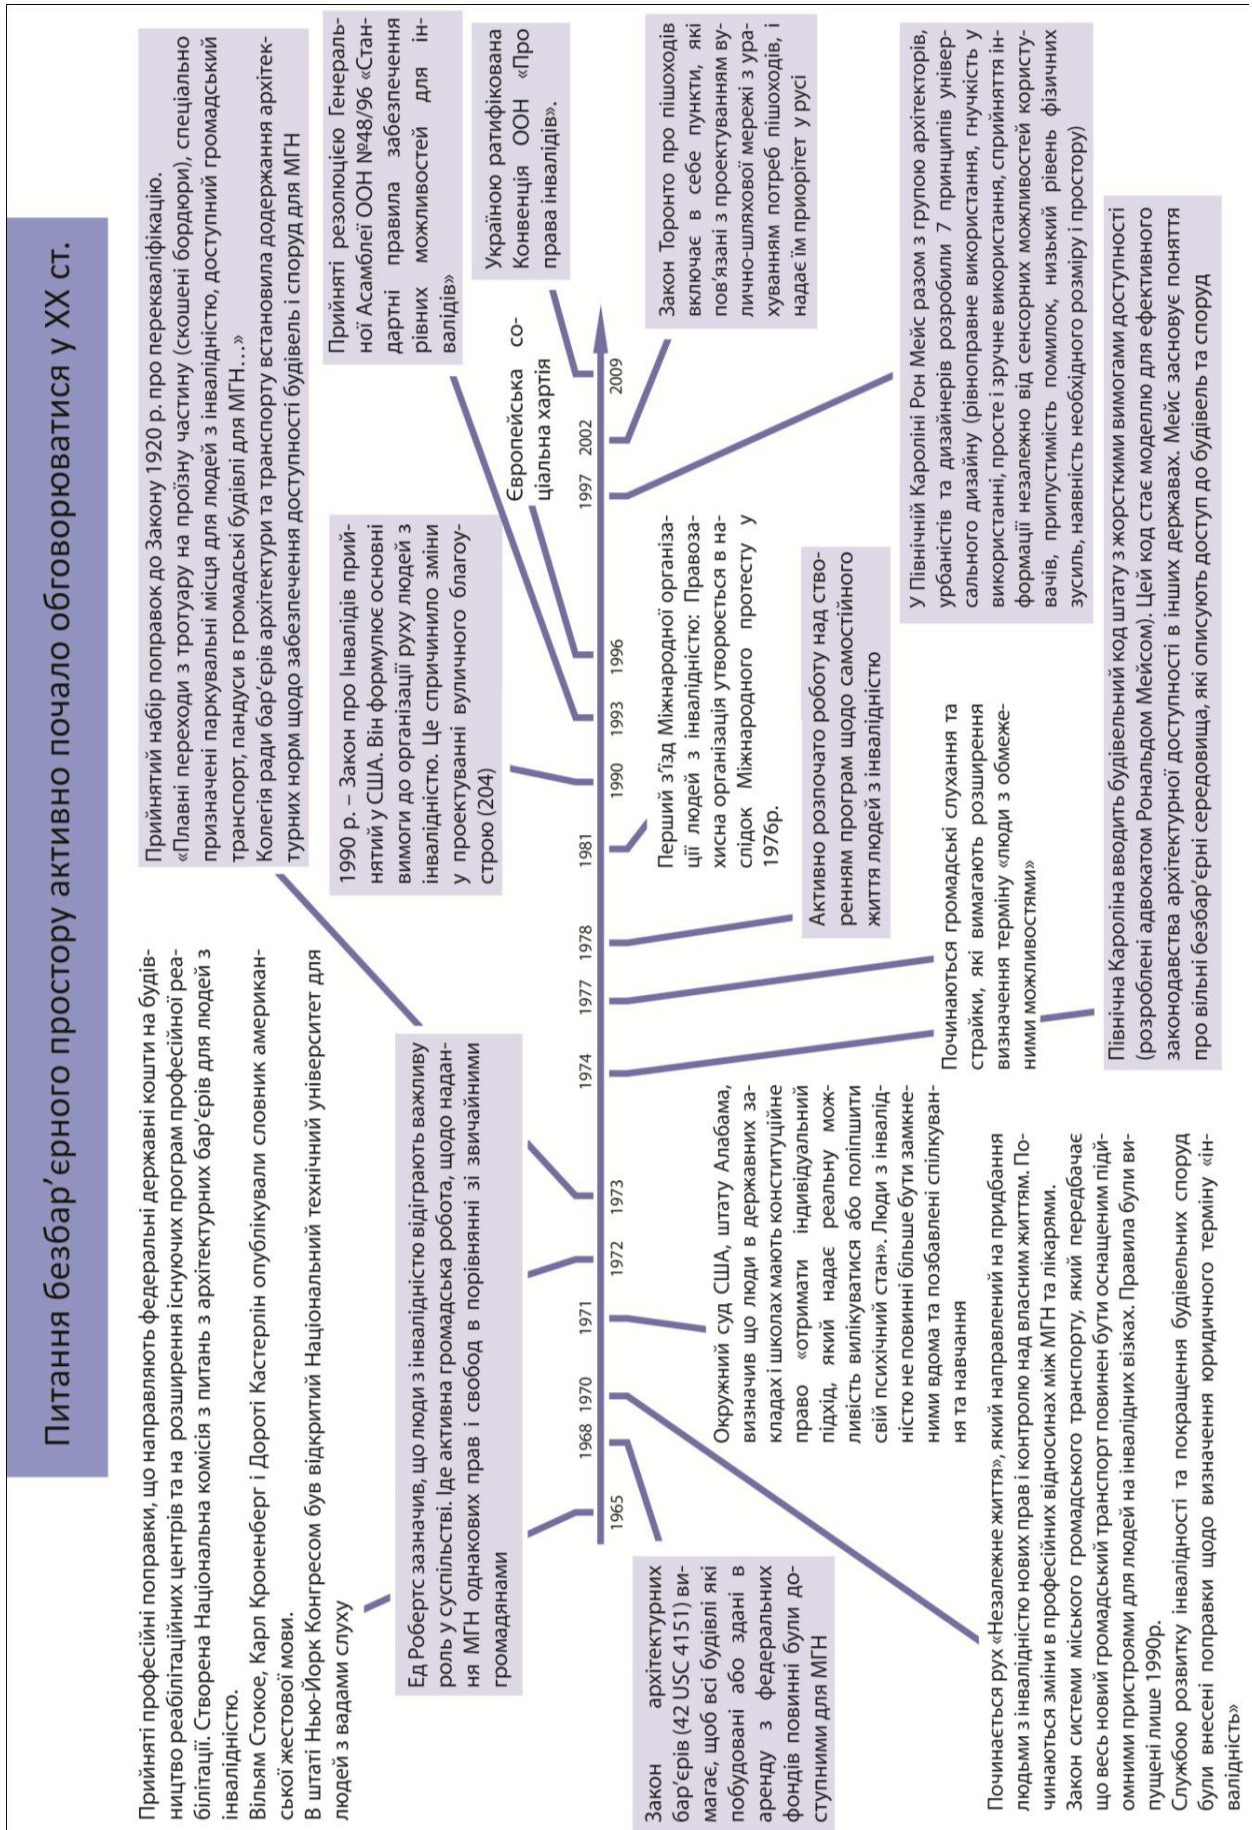 Питання безбар’єрного простору активно почало обговорюватися у ХХ ст.
Прийняті професійні поправки, що направляють федеральні державні кошти на будів-
ництво реабілітаційних центрів та на розширення існуючих програм професійної реа-
білітації. Створена Національна комісія з питань з архітектурних бар’єрів для людей з
інвалідністю.
Вільям Стокое, Карл Кроненберг і Дороті Кастерлін опублікували словник американ-
ської жестової мови.
В штаті Нью-Йорк Конгресом був відкритий Національний технічний університет для
людей з вадами слуху
Прийнятий набір поправок до Закону 1920 р. про перекваліфікацію.
«Плавні переходи з тротуару на проїзну частину (скошені бордюри), спеціально
призначені паркувальні місця для людей з інвалідністю, доступний громадський
транспорт, пандуси в громадські будівлі для МГН…»
Колегія ради бар’єрів архітектури та транспорту встановила додержання архітек-
турних норм щодо забезпечення доступності будівель і споруд для МГН
Ед Робертс зазначив, що люди з інвалідністю відіграють важливу
роль у суспільстві. Іде активна громадська робота, щодо надан-
ня МГН однакових прав і свобод в порівнянні зі звичайними
громадянами
1990 р. – Закон про Інвалідів прий-
нятий у США. Він формулює основні
вимоги до організації руху людей з
інвалідністю. Це спричинило зміни
у проектуванні вуличного благоу-
строю (204)
Прийняті резолюцією Генераль-
ної Асамблеї ООН №48/96 «Стан-
дартні правила забезпечення
рівних можливостей для ін-
валідів»
Європейська со-
ціальна хартія
Україною ратифікована
Конвенція ООН «Про
права інвалідів».
1965
1968
1970
1971
1972
1973
1974
1977
1978
1981
1990
1993
1996
1997
2002
2009
Закон архітектурних
бар’єрів (42 USC 4151) ви-
магає, щоб всі будівлі які
побудовані або здані в
аренду з федеральних
фондів повинні були до-
ступними для МГН
Окружний суд США, штату Алабама,
визначив що люди в державних за-
кладах і школах мають конституційне
право «отримати індивідуальний
підхід, який надає реальну мож-
ливість вилікуватися або поліпшити
свій психічний стан». Люди з інвалід-
ністю не повинні більше бути замкне-
ними вдома та позбавлені спілкуван-
ня та навчання
Перший з’їзд Міжнародної організа-
ції людей з інвалідністю: Правоза-
хисна організація утворюється в на-
слідок Міжнародного протесту у
1976р.
Закон Торонто про пішоходів
включає в себе пункти, які
пов’язані з проектуванням ву-
лично-шляхової мережі з ура-
хуванням потреб пішоходів, і
надає їм приорітет у русі
Активно розпочато роботу над ство-
ренням програм щодо самостійного
життя людей з інвалідністю
Починаються громадські слухання та
страйки, які вимагають розширення
визначення терміну «люди з обмеже-
ними можливостями»
У Північній Кароліні Рон Мейс разом з групою архітекторів,
урбаністів та дизайнерів розробили 7 принципів універ-
сального дизайну (рівноправне використання, гнучкість у
використанні, просте і зручне використання, сприйняття ін-
формації незалежно від сенсорних можливостей користу-
вачів, припустимість помилок, низький рівень фізичних
зусиль, наявність необхідного розміру і простору)
Починається рух «Незалежне життя», який направлений на придбання
людьми з інвалідністю нових прав і контролю над власним життям. По-
чинаються зміни в професійних відносинах між МГН та лікарями.
Закон системи міського громадського транспорту, який передбачає
що весь новий громадський транспорт повинен бути оснащеним підй-
омними пристроями для людей на інвалідних візках. Правила були ви-
пущені лише 1990р.
Службою розвитку інвалідності та покращення будівельних споруд
були внесені поправки щодо визначення юридичного терміну «ін-
валідність»
Північна Кароліна вводить будівельний код штату з жорсткими вимогами доступності
(розроблені адвокатом Рональдом Мейсом). Цей код стає моделлю для ефективного
законодавства архітектурної доступності в інших державах. Мейс засновує поняття
про вільні безбар’єрні середовища, які описують доступ до будівель та споруд